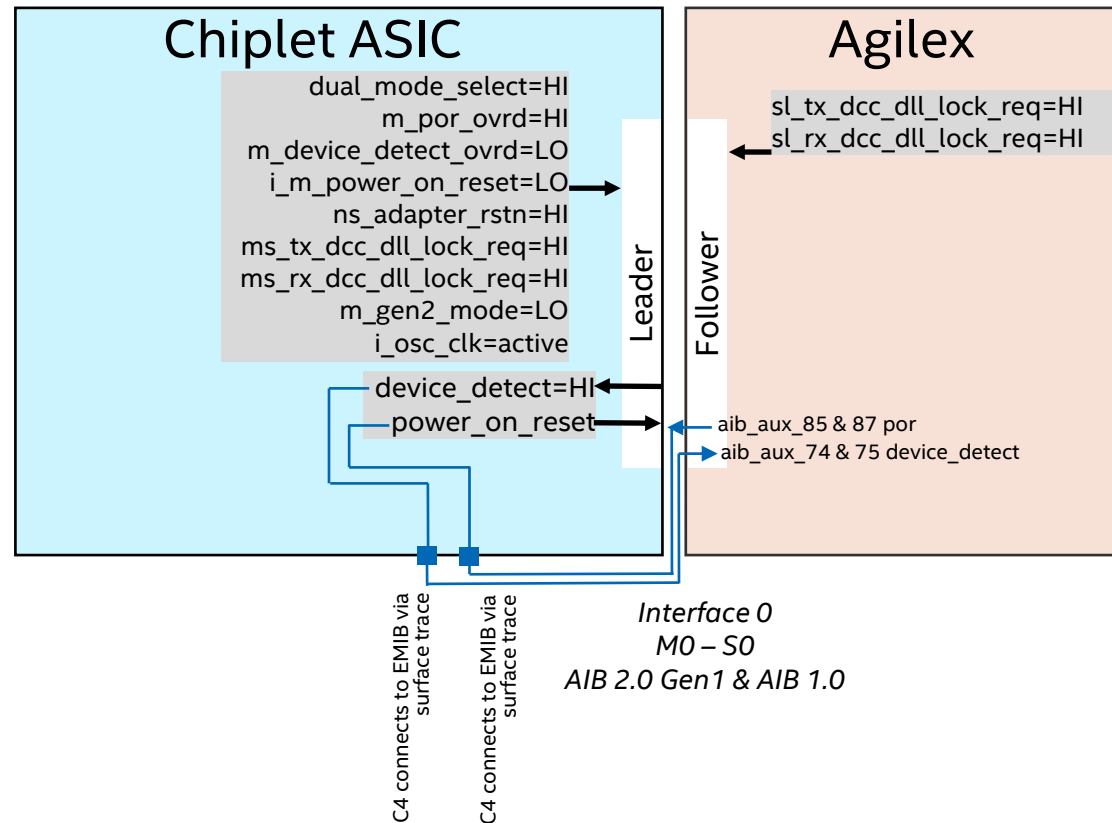 Chiplet ASIC
dual_mode_select=HI
m_por_ovrd=HI
m_device_detect_ovrd=LO
i_m_power_on_reset=LO
ns_adapter_rstn=HI
ms_tx_dcc_dll_lock_req=HI
ms_rx_dcc_dll_lock_req=HI
m_gen2_mode=LO
i_osc_clk=active
device_detect=HI
power_on_reset
Leader
Agilex
sl_tx_dcc_dll_lock_req=HI
sl_rx_dcc_dll_lock_req=HI
Follower
aib_aux_85 & 87 por
aib_aux_74 & 75 device_detect
C4 connects to EMIB via
surface trace
C4 connects to EMIB via
surface trace
Interface 0
M0 – S0
AIB 2.0 Gen1 & AIB 1.0